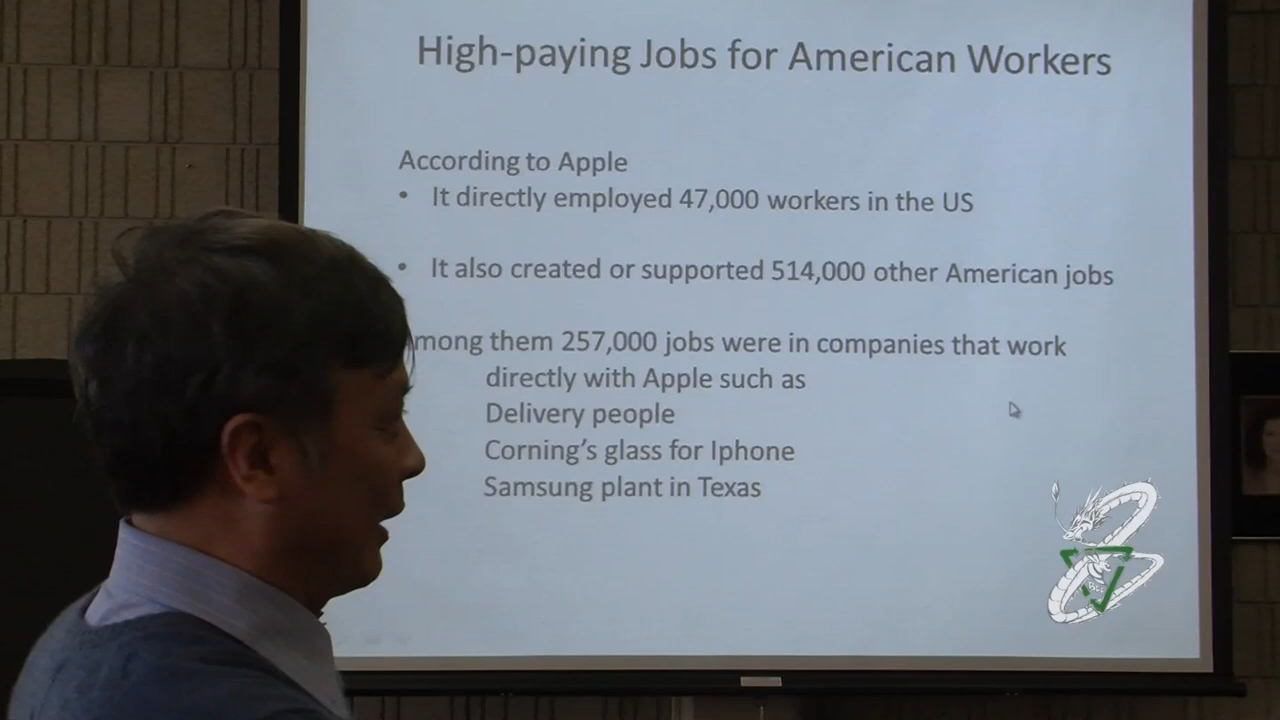 High-paying Jobs for American Workers
According to Apple
• It directly employed 47,000 workers in the US
• It also created or supported 514,000 other American jobs
mong them 257,000 jobs were in companies that work
directly with Apple such as
Delivery people
Corning's glass for Iphone
Samsung plant in Texas